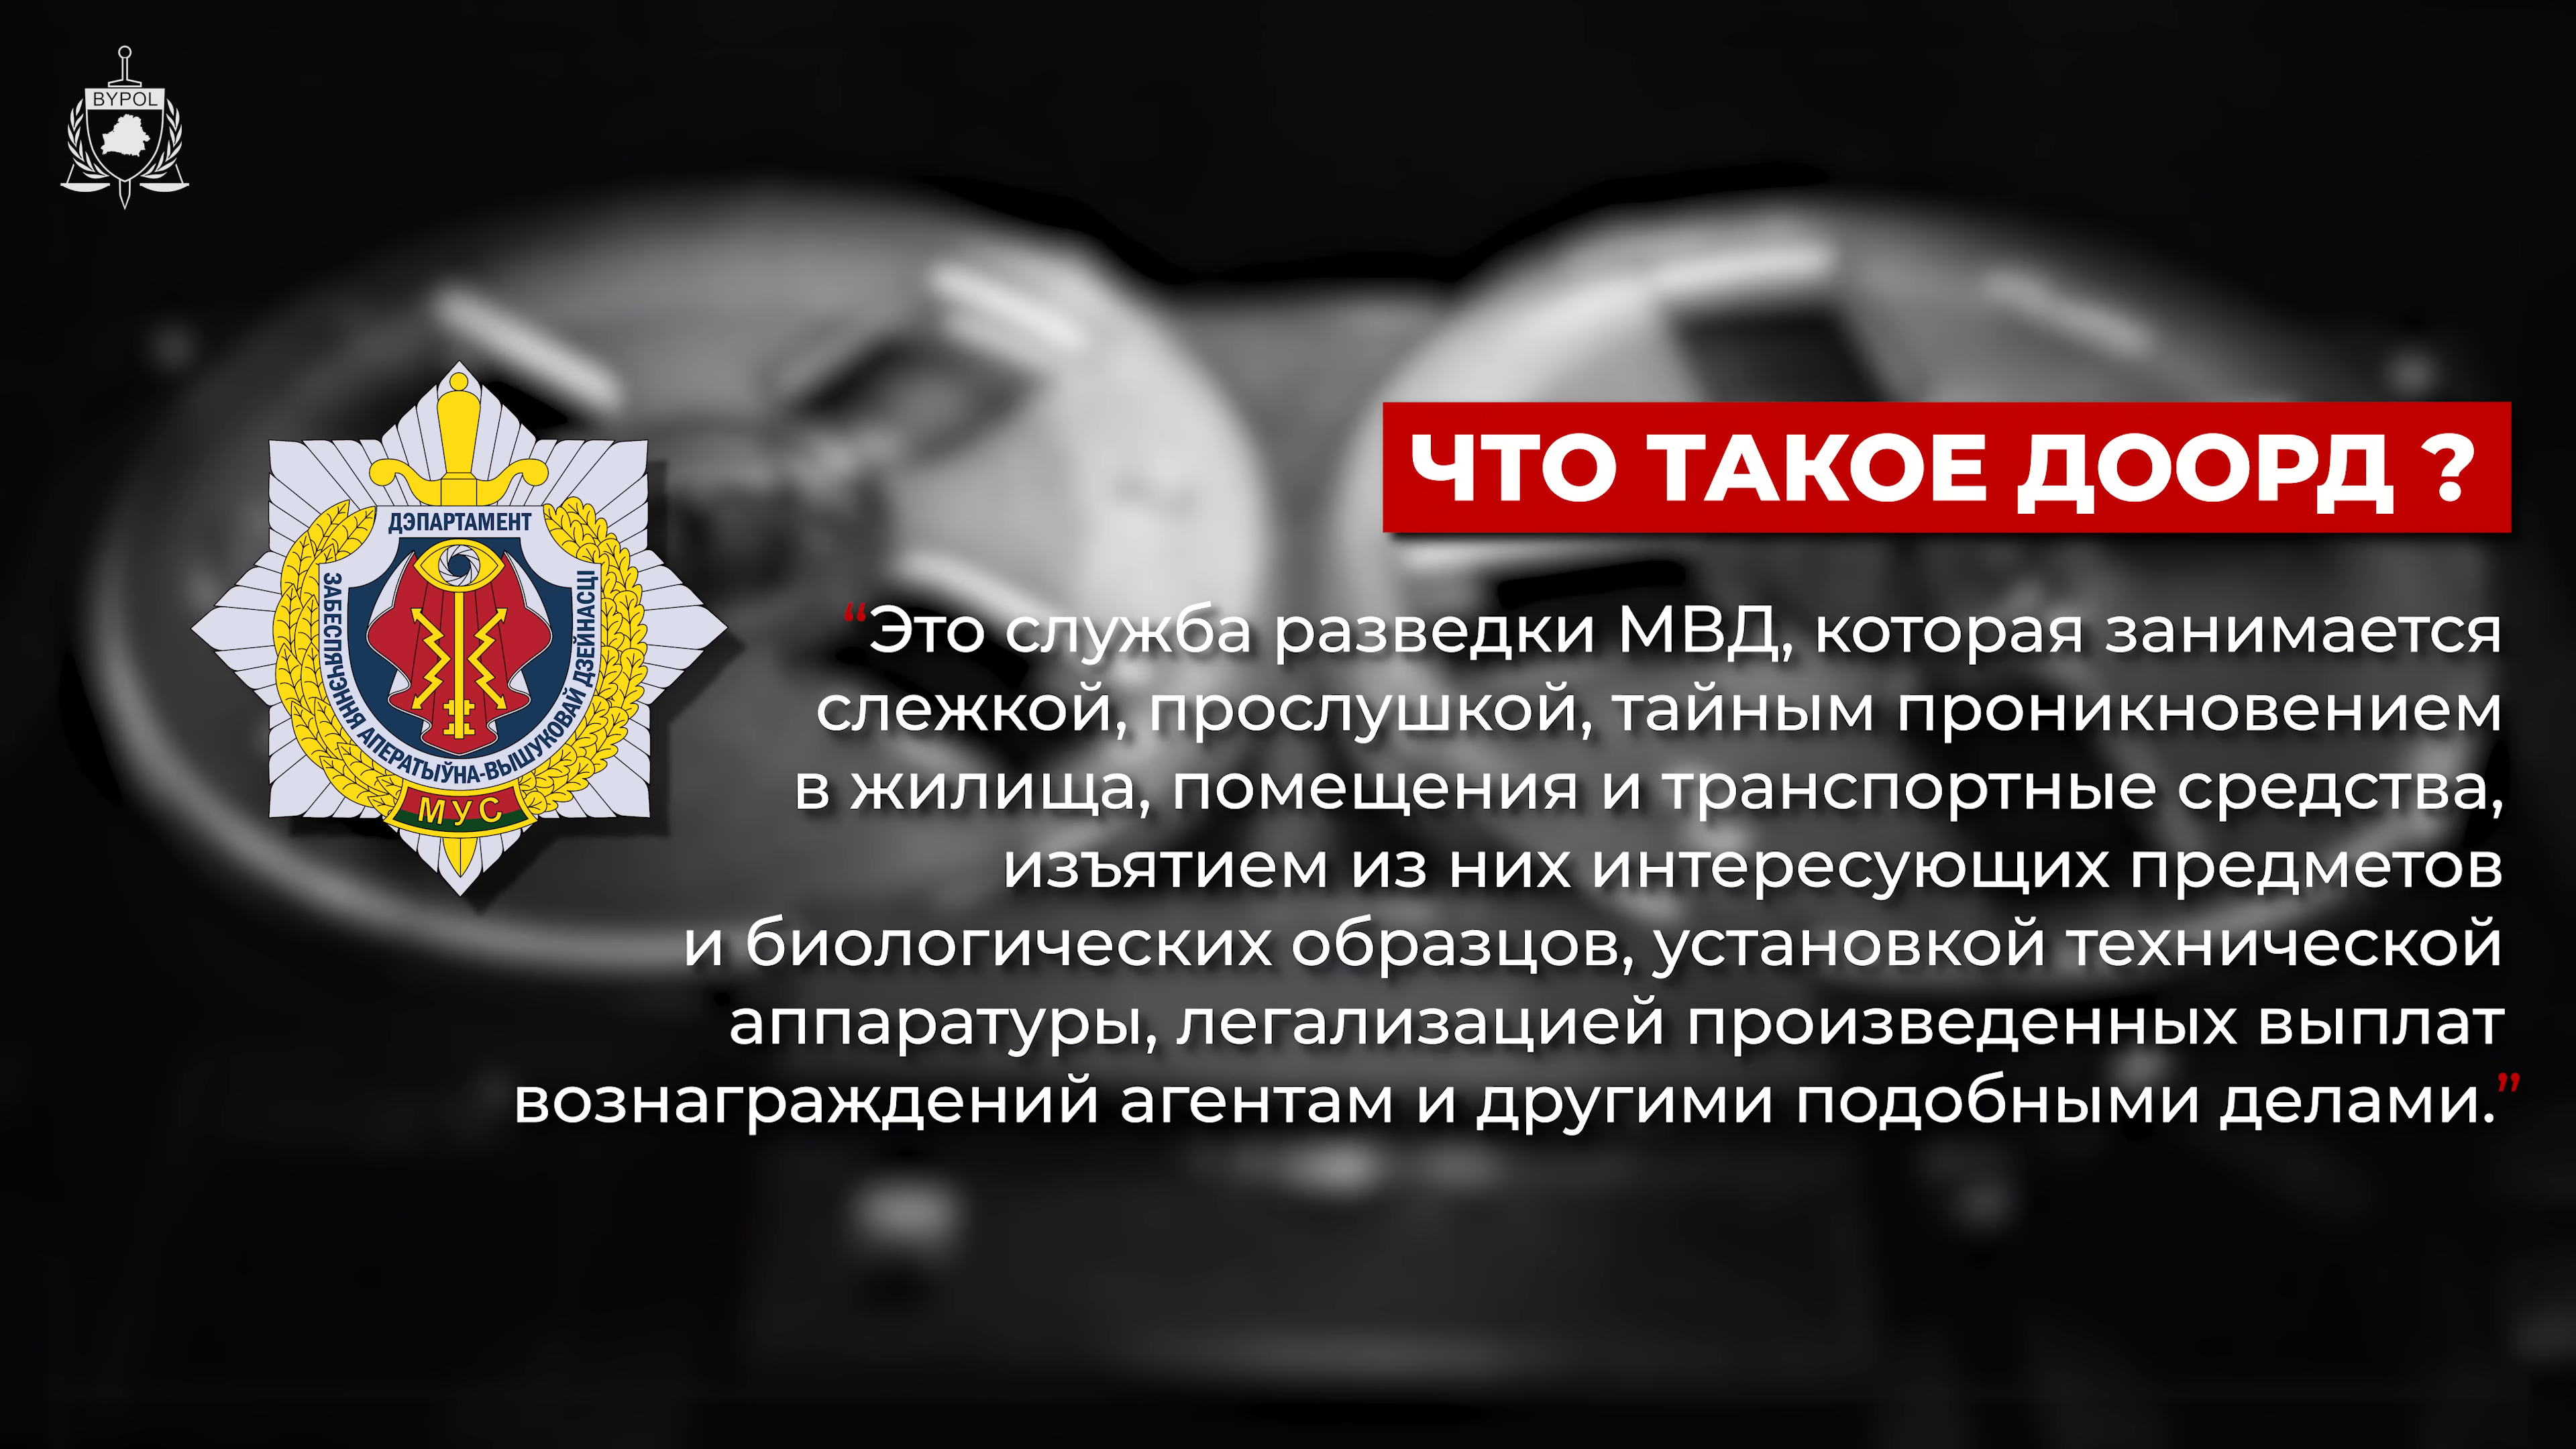 BYPOL
ДЭПАРТАМЕНТ
ЗАБЕСПЯЧЭННЯ АПЕРАТЫЎНА-ВЫШУКОВАЙ ДЗЕЙНАСЦІ
МУС
ЧТО ТАКОЕ ДООРД ?
“Это служба разведки МВД, которая занимается
слежкой, прослушкой, тайным проникновением
в жилища, помещения и транспортные средства,
изъятием из них интересующих предметов
и биологических образцов, установкой технической
аппаратуры, легализацией произведенных выплат
вознаграждений агентам и другими подобными делами.”